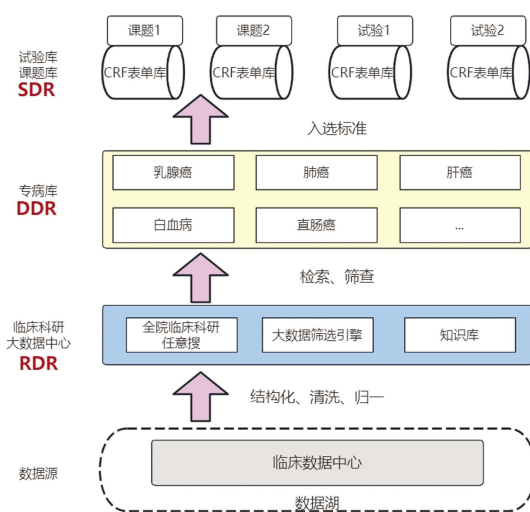 课题1
课题2
试验1
试验2
试验库
课题库
SDR
CRF表单库
CRF表单库
CRF表单库
CRF表单库
入选标准
专病库
DDR
乳腺癌
肺癌
肝癌
白血病
直肠癌
...
检索、筛查
临床科研
大数据中心
RDR
全院临床科研
任意搜
大数据筛选引擎
知识库
结构化、清洗、归一
数据源
临床数据中心
数据湖